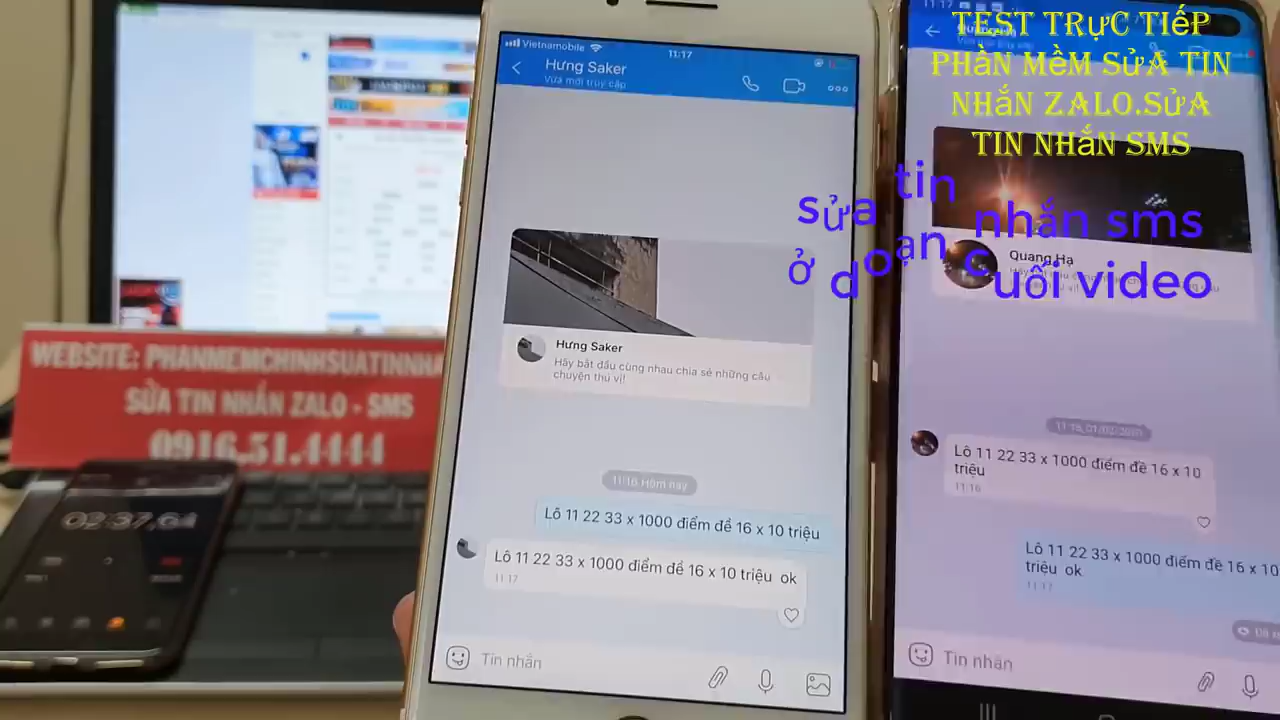 TEST TRỰC TIẾP
PHẦN MỀM SỬA TIN
NHẮN ZALO.SỬA
TIN NHẮN SMS
sửa tin nhắn sms
ở đoạn cuối video
Vietnamobile
11:17
Hưng Saker
Vừa mới truy cập
Hưng Saker
Hãy bắt đầu cùng nhau chia sẻ những câu
chuyện thú vị!
11:16 Hôm nay
Lô 11 22 33 x 1000 điểm đề 16 x 10 triệu
Lô 11 22 33 x 1000 điểm đề 16 x 10 triệu ok
11:17
Tin nhắn
11:17
Quang Hạ
Lô 11 22 33 x 1000 điểm đề 16 x 10
triệu
11:16
Lô 11 22 33 x 1000 điểm đề 16 x 10
triệu ok
11:17
Tin nhắn
WEBSITE: PHANMEMCHINHSUATINNHA
SỬA TIN NHẮN ZALO - SMS
0916.51.4444